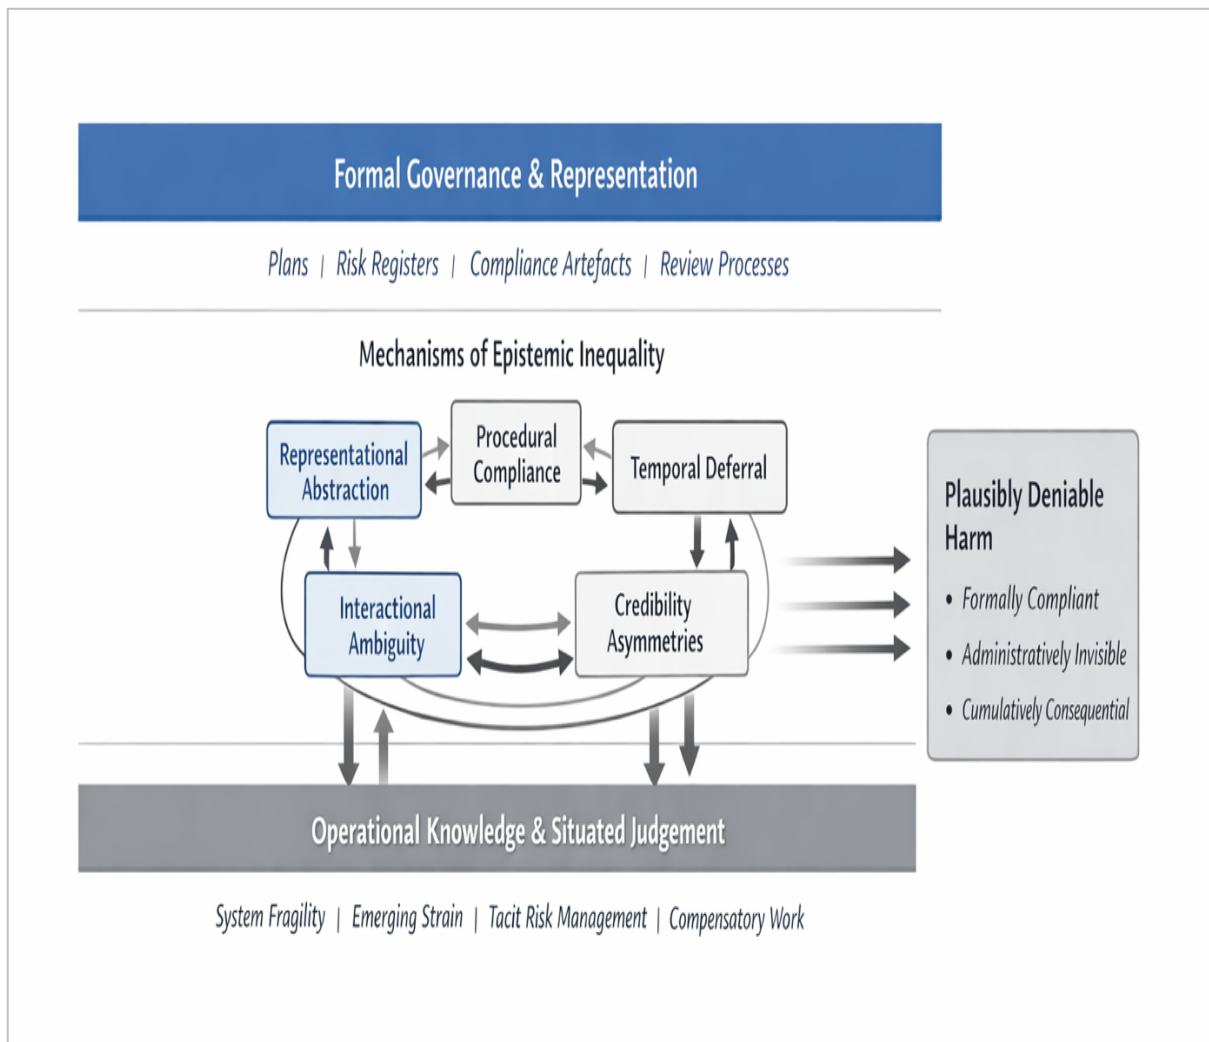 Formal Governance & Representation
Plans | Risk Registers | Compliance Artefacts | Review Processes
Mechanisms of Epistemic Inequality
Representational
Abstraction
Procedural
Compliance
Temporal Deferral
Interactional
Ambiguity
Credibility
Asymmetries
Plausibly Deniable
Harm
• Formally Compliant
• Administratively Invisible
• Cumulatively Consequential
Operational Knowledge & Situated Judgement
System Fragility | Emerging Strain | Tacit Risk Management | Compensatory Work